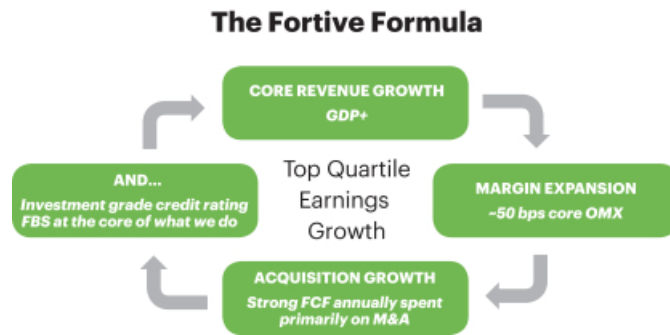 The Fortive Formula
CORE REVENUE GROWTH
GDP+
MARGIN EXPANSION
~50 bps core OMX
ACQUISITION GROWTH
Strong FCF annually spent
primarily on M&A
AND...
Investment grade credit rating
FBS at the core of what we do
Top Quartile
Earnings
Growth